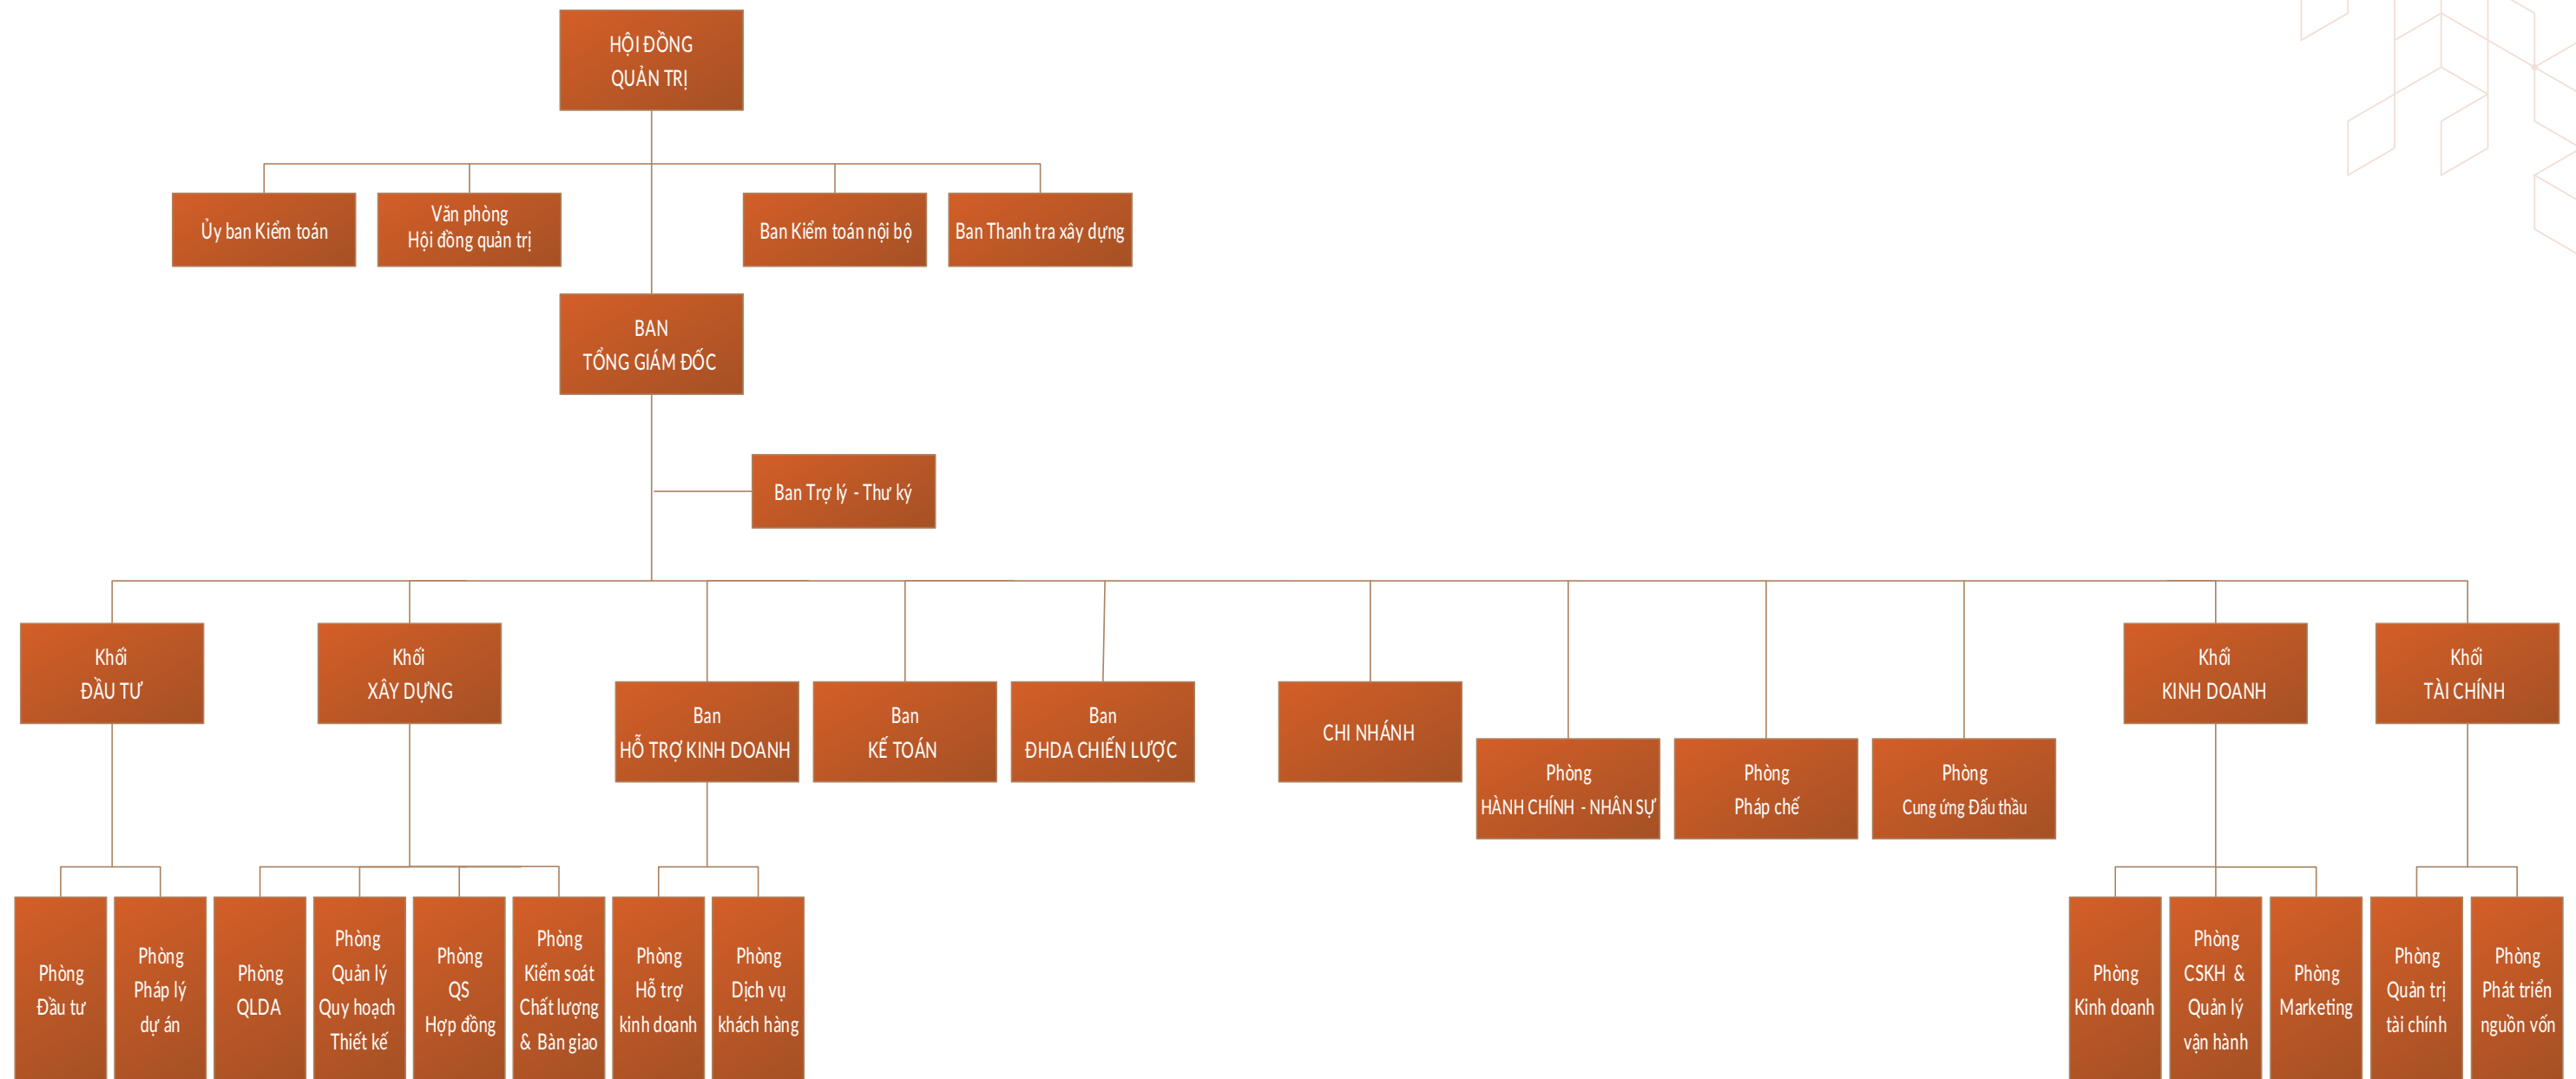 HỘI ĐỒNG
QUẢN TRỊ
Ủy ban Kiểm toán
Văn phòng
Hội đồng quản trị
Ban Kiểm toán nội bộ
Ban Thanh tra xây dựng
BAN
TỔNG GIÁM ĐỐC
Ban Trợ lý - Thư ký
Khối
ĐẦU TƯ
Khối
XÂY DỰNG
Ban
HỖ TRỢ KINH DOANH
Ban
KẾ TOÁN
Ban
ĐHDA CHIẾN LƯỢC
CHI NHÁNH
Phòng
HÀNH CHÍNH - NHÂN SỰ
Phòng
Pháp chế
Phòng
Cung ứng Đấu thầu
Khối
KINH DOANH
Khối
TÀI CHÍNH
Phòng
Đầu tư
Phòng
Pháp lý
dự án
Phòng
QLDA
Phòng
Quản lý
Quy hoạch
Thiết kế
Phòng
QS
Hợp đồng
Phòng
Kiểm soát
Chất lượng
& Bàn giao
Phòng
Hỗ trợ
kinh doanh
Phòng
Dịch vụ
khách hàng
Phòng
Kinh doanh
Phòng
CSKH &
Quản lý
vận hành
Phòng
Marketing
Phòng
Quản trị
tài chính
Phòng
Phát triển
nguồn vốn